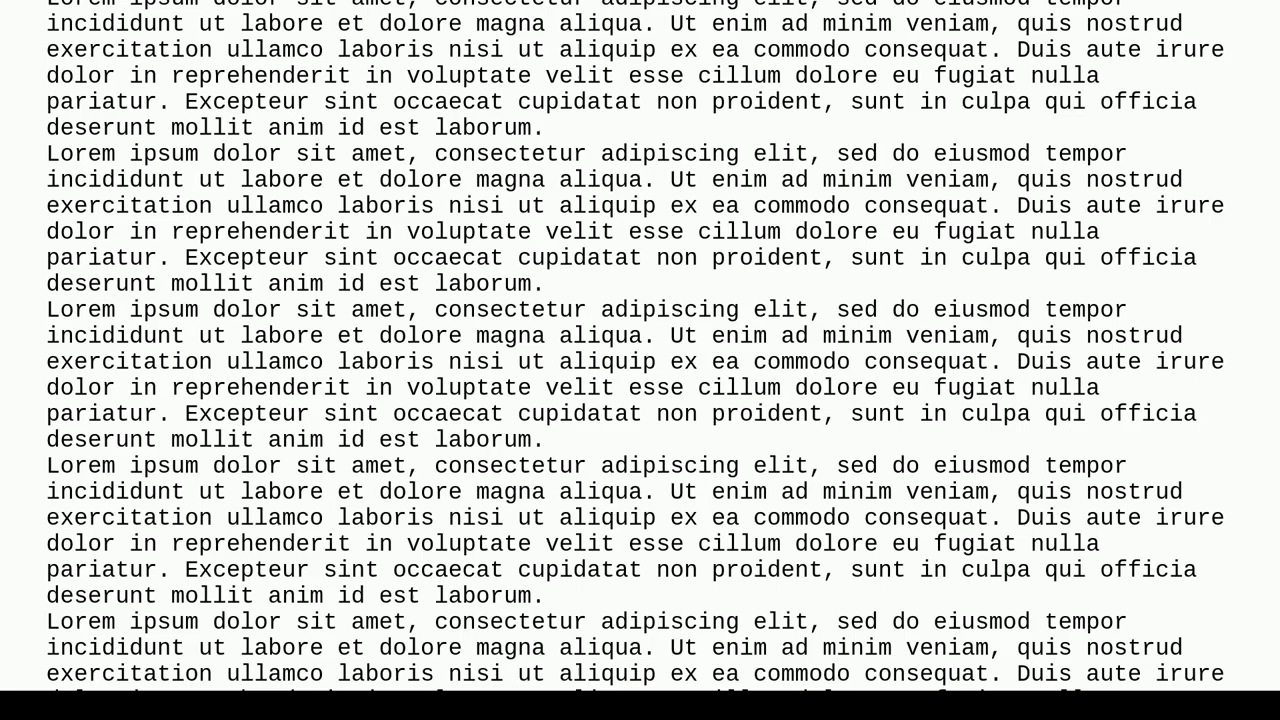 Lorem ipsum dolor sit amet, consectetur adipiscing elit, sed do eiusmod tempor
incididunt ut labore et dolore magna aliqua. Ut enim ad minim veniam, quis nostrud
exercitation ullamco laboris nisi ut aliquip ex ea commodo consequat. Duis aute irure
dolor in reprehenderit in voluptate velit esse cillum dolore eu fugiat nulla
pariatur. Excepteur sint occaecat cupidatat non proident, sunt in culpa qui officia
deserunt mollit anim id est laborum.
Lorem ipsum dolor sit amet, consectetur adipiscing elit, sed do eiusmod tempor
incididunt ut labore et dolore magna aliqua. Ut enim ad minim veniam, quis nostrud
exercitation ullamco laboris nisi ut aliquip ex ea commodo consequat. Duis aute irure
dolor in reprehenderit in voluptate velit esse cillum dolore eu fugiat nulla
pariatur. Excepteur sint occaecat cupidatat non proident, sunt in culpa qui officia
deserunt mollit anim id est laborum.
Lorem ipsum dolor sit amet, consectetur adipiscing elit, sed do eiusmod tempor
incididunt ut labore et dolore magna aliqua. Ut enim ad minim veniam, quis nostrud
exercitation ullamco laboris nisi ut aliquip ex ea commodo consequat. Duis aute irure
dolor in reprehenderit in voluptate velit esse cillum dolore eu fugiat nulla
pariatur. Excepteur sint occaecat cupidatat non proident, sunt in culpa qui officia
deserunt mollit anim id est laborum.
Lorem ipsum dolor sit amet, consectetur adipiscing elit, sed do eiusmod tempor
incididunt ut labore et dolore magna aliqua. Ut enim ad minim veniam, quis nostrud
exercitation ullamco laboris nisi ut aliquip ex ea commodo consequat. Duis aute irure
dolor in reprehenderit in voluptate velit esse cillum dolore eu fugiat nulla
pariatur. Excepteur sint occaecat cupidatat non proident, sunt in culpa qui officia
deserunt mollit anim id est laborum.
Lorem ipsum dolor sit amet, consectetur adipiscing elit, sed do eiusmod tempor
incididunt ut labore et dolore magna aliqua. Ut enim ad minim veniam, quis nostrud
exercitation ullamco laboris nisi ut aliquip ex ea commodo consequat. Duis aute irure